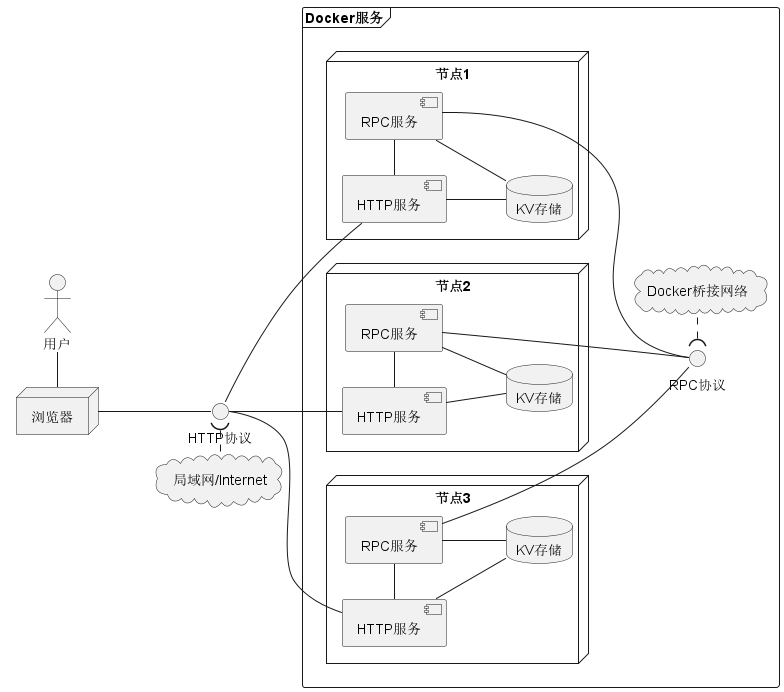 Docker服务
节点1
RPC服务
HTTP服务
KV存储
节点2
RPC服务
HTTP服务
KV存储
节点3
RPC服务
HTTP服务
KV存储
用户
浏览器
HTTP协议
局域网/Internet
Docker桥接网络
RPC协议